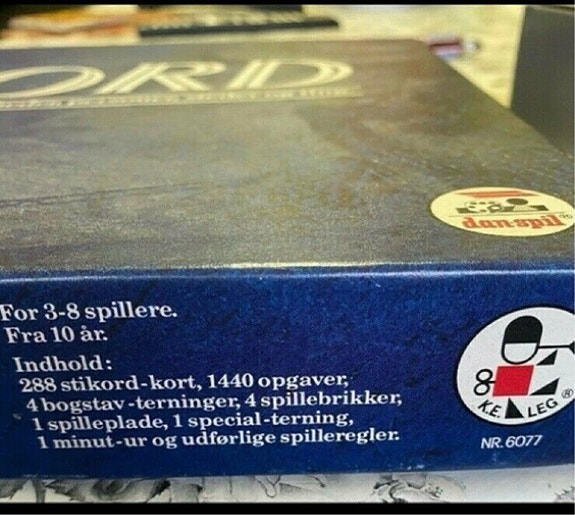 ORD
dan-spil®
For 3-8 spillere.
Fra 10 år.
Indhold:
288 stikord-kort, 1440 opgaver,
4 bogstav-terninger, 4 spillebrikker,
1 spilleplade, 1 special-terning,
1 minut-ur og udførlige spilleregler.
K.E. LEG®
NR. 6077